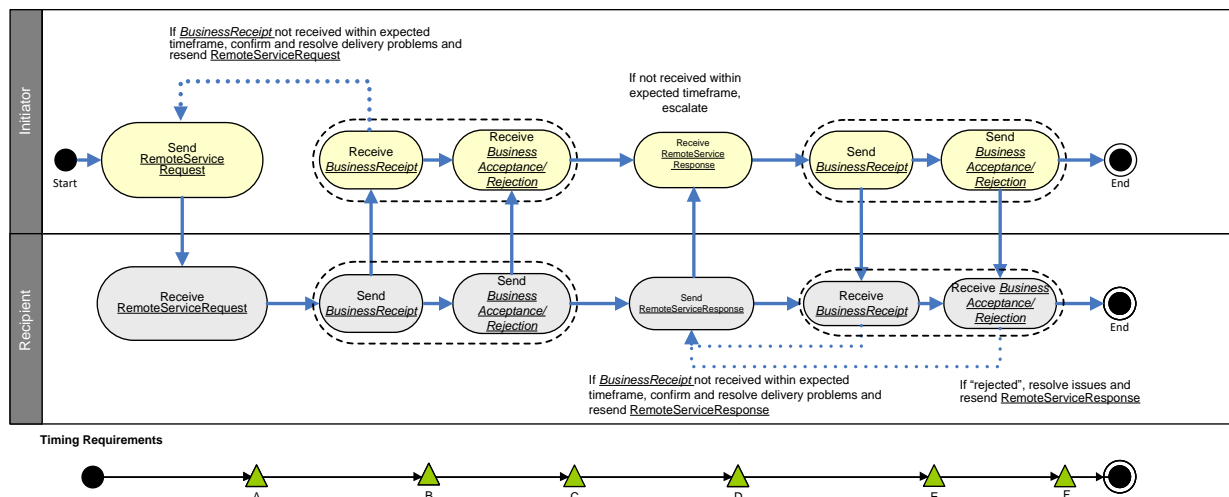 Initiator
If BusinessReceipt not received within expected
timeframe, confirm and resolve delivery problems and
resend RemoteServiceRequest
If not received within
expected timeframe,
escalate
Start
Send
RemoteService
Request
Receive
BusinessReceipt
Receive
Business
Acceptance/
Rejection
Receive
RemoteService
Response
Send
BusinessReceipt
Send
Business
Acceptance/
Rejection
End
Recipient
Receive
RemoteServiceRequest
Send
BusinessReceipt
Send
Business
Acceptance/
Rejection
Send
RemoteServiceResponse
Receive
BusinessReceipt
Receive Business
Acceptance/
Rejection
End
If BusinessReceipt not received within expected
timeframe, confirm and resolve delivery problems and
resend RemoteServiceResponse
If “rejected”, resolve issues and
resend RemoteServiceResponse
Timing Requirements
A
B
C
D
E
F